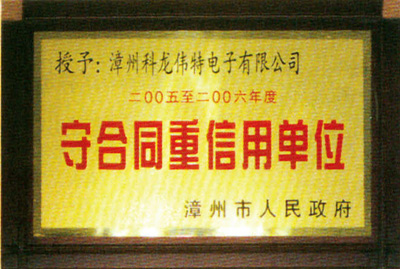 授予：漳州科龙伟特电子有限公司
二00五至二00六年度
守合同重信用单位
漳州市人民政府